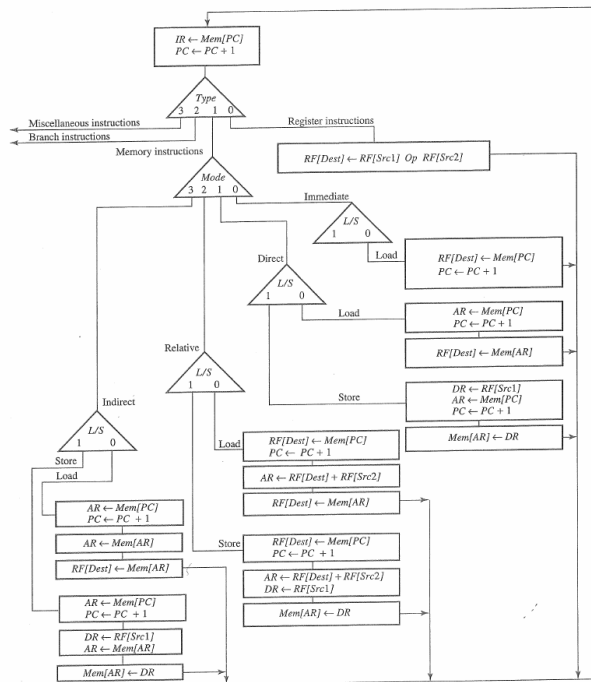 IR ← Mem[PC]
PC ← PC + 1
Type
3 2 1 0
Miscellaneous instructions
Branch instructions
Memory instructions
Register instructions
RF[Dest] ← RF[Src1] Op RF[Src2]
Mode
3 2 1 0
Immediate
L/S
1 0
Load
RF[Dest] ← Mem[PC]
PC ← PC + 1
Direct
L/S
1 0
Load
AR ← Mem[PC]
PC ← PC + 1
RF[Dest] ← Mem[AR]
Store
DR ← RF[Src1]
AR ← Mem[PC]
PC ← PC + 1
Mem[AR] ← DR
Relative
L/S
1 0
Load
RF[Dest] ← Mem[PC]
PC ← PC + 1
AR ← RF[Dest] + RF[Src2]
RF[Dest] ← Mem[AR]
Store
RF[Dest] ← Mem[PC]
PC ← PC + 1
AR ← RF[Dest] + RF[Src2]
DR ← RF[Src1]
Mem[AR] ← DR
Indirect
L/S
1 0
Store
Load
AR ← Mem[PC]
PC ← PC + 1
AR ← Mem[AR]
RF[Dest] ← Mem[AR]
AR ← Mem[PC]
PC ← PC + 1
DR ← RF[Src1]
AR ← Mem[AR]
Mem[AR] ← DR